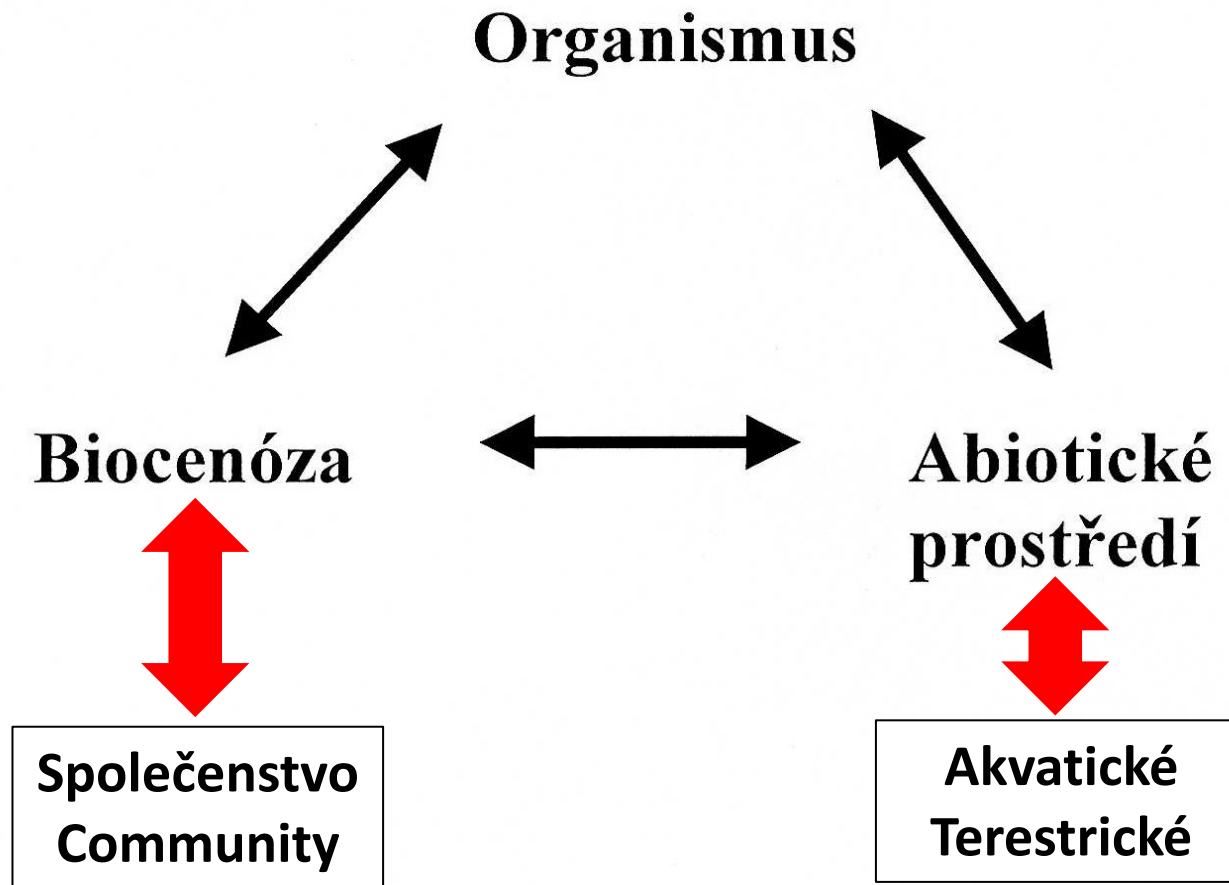 Organismus
Biocenóza
Abiotické
prostředí
Společenstvo
Community
Akvatické
Terestrické